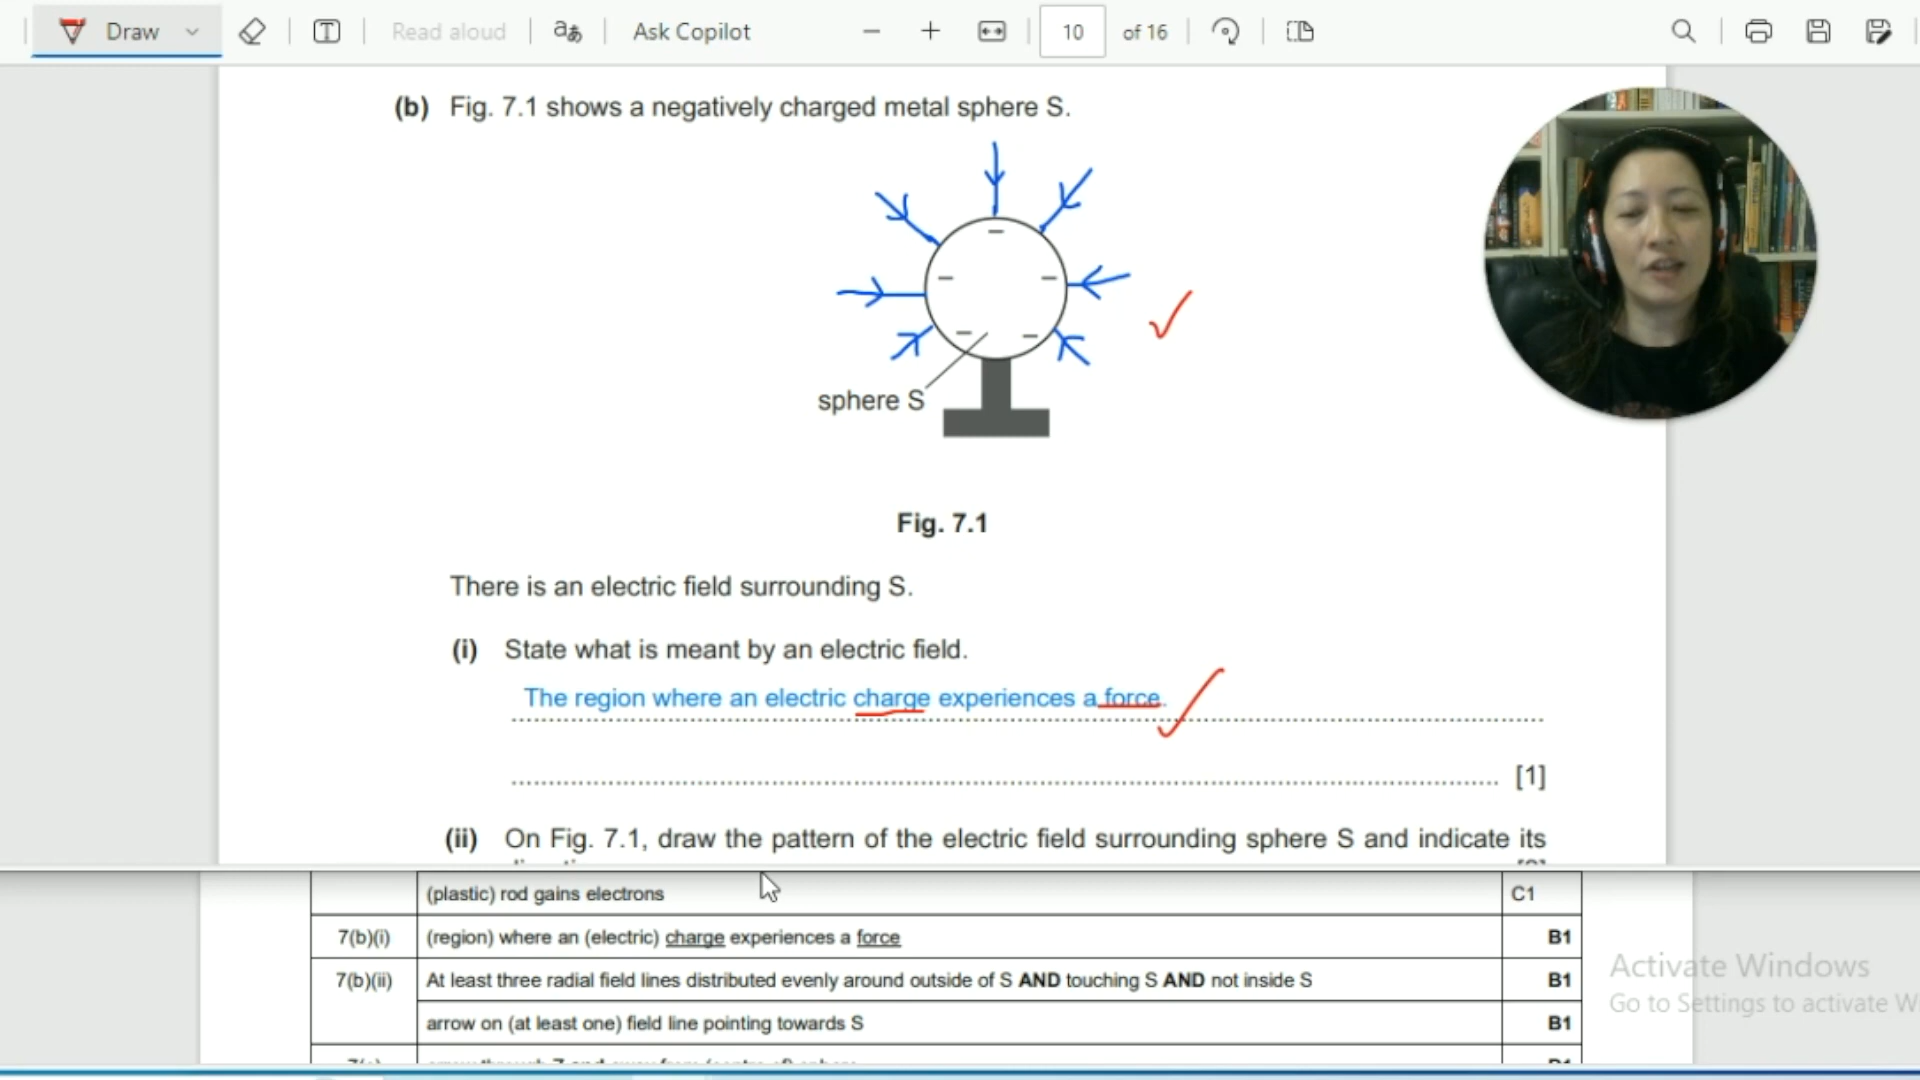 Draw
Read aloud
aあ
Ask Copilot
10
of 16
(b) Fig. 7.1 shows a negatively charged metal sphere S.
sphere S
Fig. 7.1
There is an electric field surrounding S.
(i) State what is meant by an electric field.
The region where an electric charge experiences a force.
[1]
(ii) On Fig. 7.1, draw the pattern of the electric field surrounding sphere S and indicate its
(plastic) rod gains electrons C1
7(b)(i) (region) where an (electric) charge experiences a force B1
7(b)(ii) At least three radial field lines distributed evenly around outside of S AND touching S AND not inside S B1
arrow on (at least one) field line pointing towards S B1
Activate Windows
Go to Settings to activate W